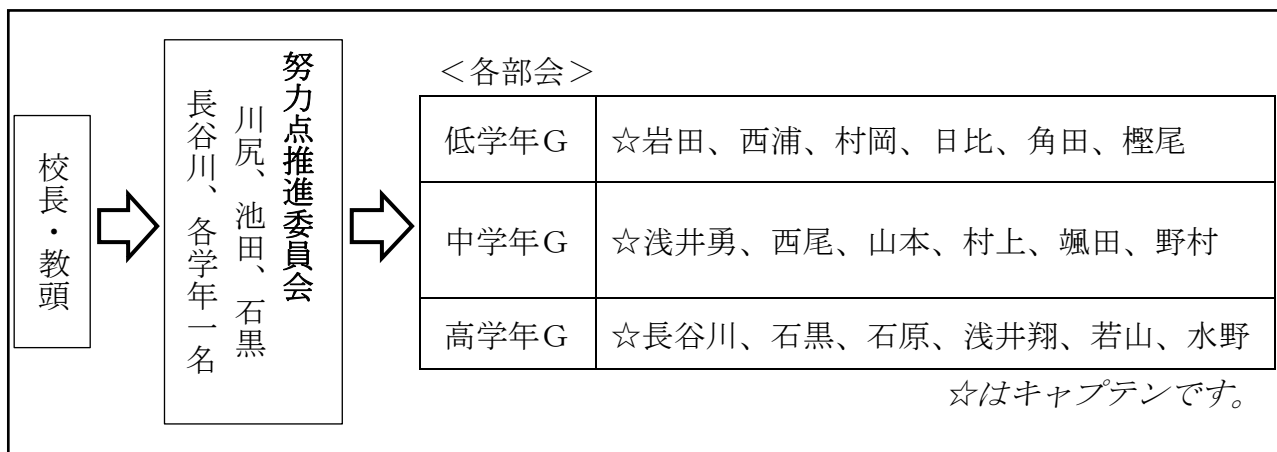 校長・教頭
努力点推進委員会
川尻、池田、石黒
長谷川、各学年一名
＜各部会＞
低学年Ｇ
☆岩田、西浦、村岡、日比、角田、樫尾
中学年Ｇ
☆浅井勇、西尾、山本、村上、颯田、野村
高学年Ｇ
☆長谷川、石黒、石原、浅井翔、若山、水野
☆はキャプテンです。